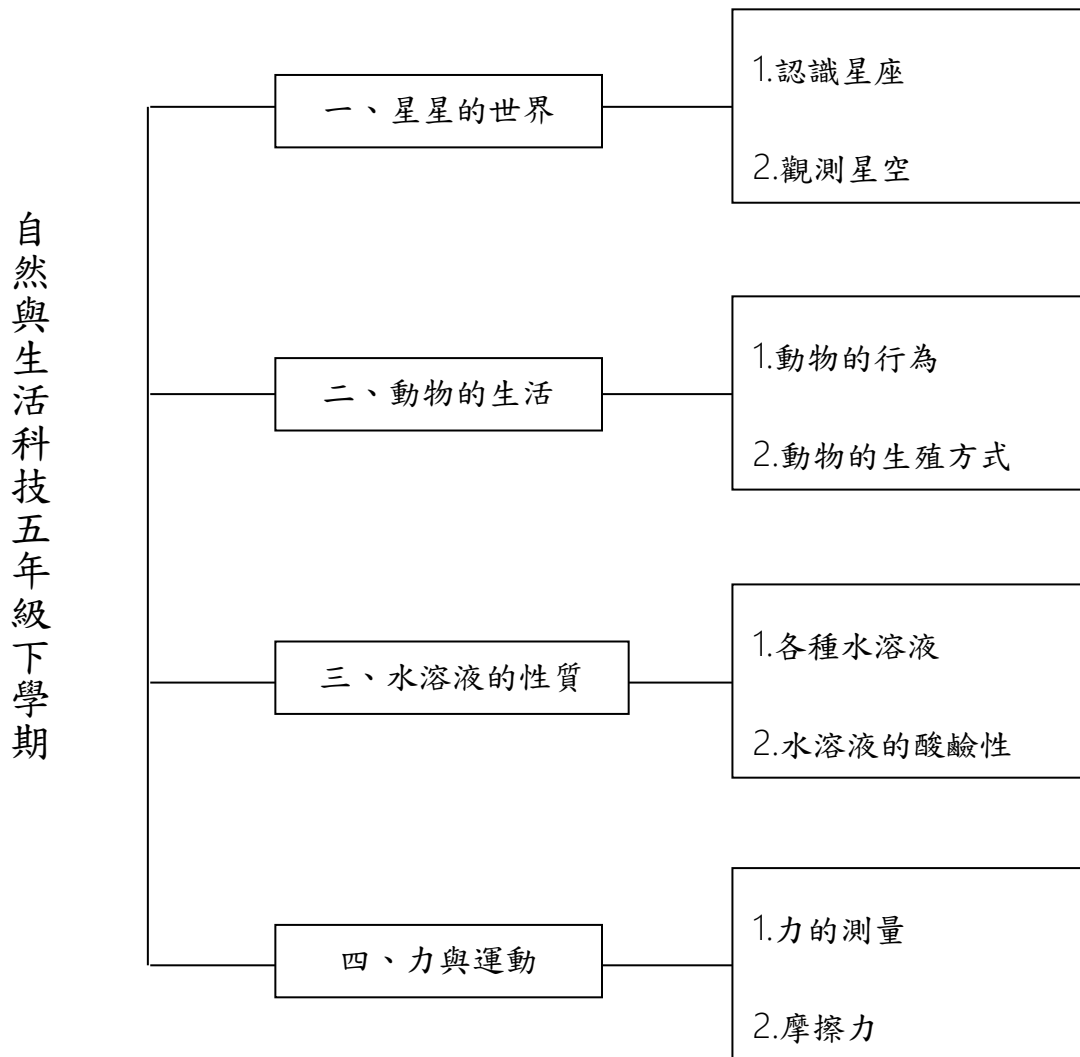 自然與生活科技五年級下學期
一、星星的世界
1.認識星座
2.觀測星空
二、動物的生活
1.動物的行為
2.動物的生殖方式
三、水溶液的性質
1.各種水溶液
2.水溶液的酸鹼性
四、力與運動
1.力的測量
2.摩擦力